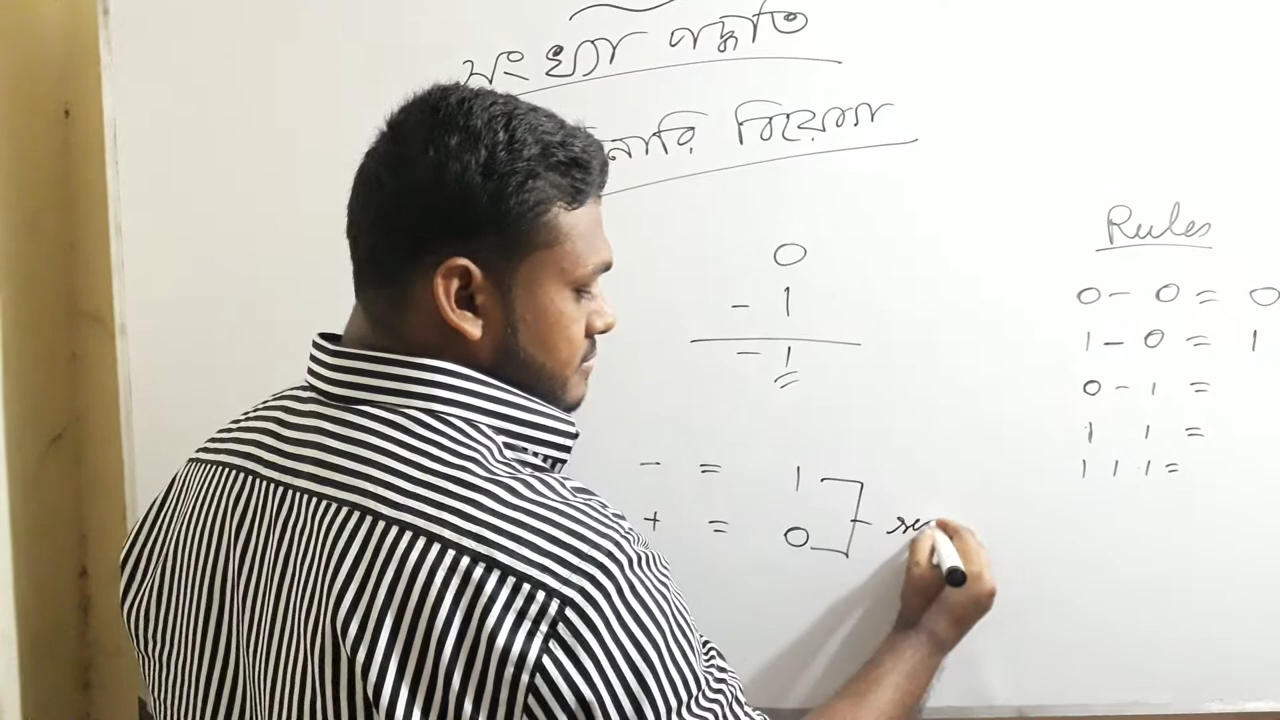 সংখ্যা পদ্ধতি
নারি বিয়োগ
0
- 1
- 1
- = 1
+ = 0
Rules
0 - 0 = 0
1 - 0 = 1
0 - 1 =
1 1 =
1 1 1 =